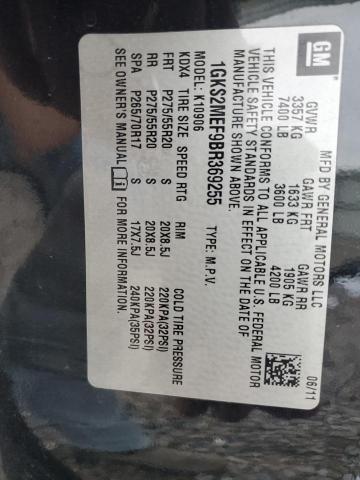 GM
MFD BY GENERAL MOTORS LLC 06/11
GVWR GAWR FRT GAWR RR
3357 KG 1633 KG 1905 KG
7400 LB 3600 LB 4200 LB
THIS VEHICLE CONFORMS TO ALL APPLICABLE U.S. FEDERAL MOTOR
VEHICLE SAFETY STANDARDS IN EFFECT ON THE DATE OF
MANUFACTURE SHOWN ABOVE.
1GKS2MEF9BR369255 TYPE: M.P.V.
MODEL: K10906
KDX4 TIRE SIZE SPEED RTG RIM COLD TIRE PRESSURE
FRT P275/55R20 S 20X8.5J 220KPA(32PSI)
RR P275/55R20 S 20X8.5J 220KPA(32PSI)
SPA P265/70R17 S 17X7.5J 240KPA(35PSI)
SEE OWNER'S MANUAL FOR MORE INFORMATION.